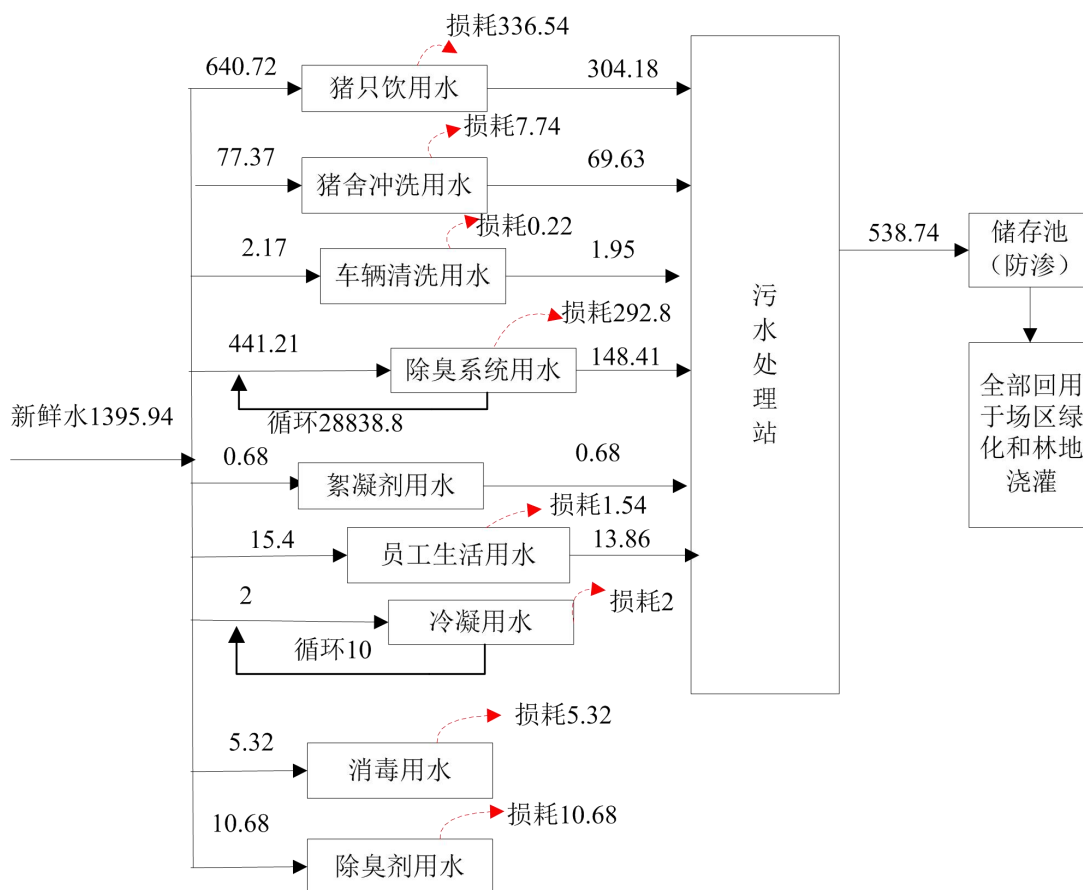 损耗336.54
640.72
猪只饮用水
304.18
损耗7.74
77.37
猪舍冲洗用水
69.63
损耗0.22
2.17
车辆清洗用水
1.95
损耗292.8
441.21
除臭系统用水
148.41
循环28838.8
新鲜水1395.94
0.68
絮凝剂用水
0.68
损耗1.54
15.4
员工生活用水
13.86
2
冷凝用水
损耗2
循环10
损耗5.32
5.32
消毒用水
损耗10.68
10.68
除臭剂用水
污
水
处
理
站
538.74
储存池
（防渗）
全部回用
于场区绿
化和林地
浇灌